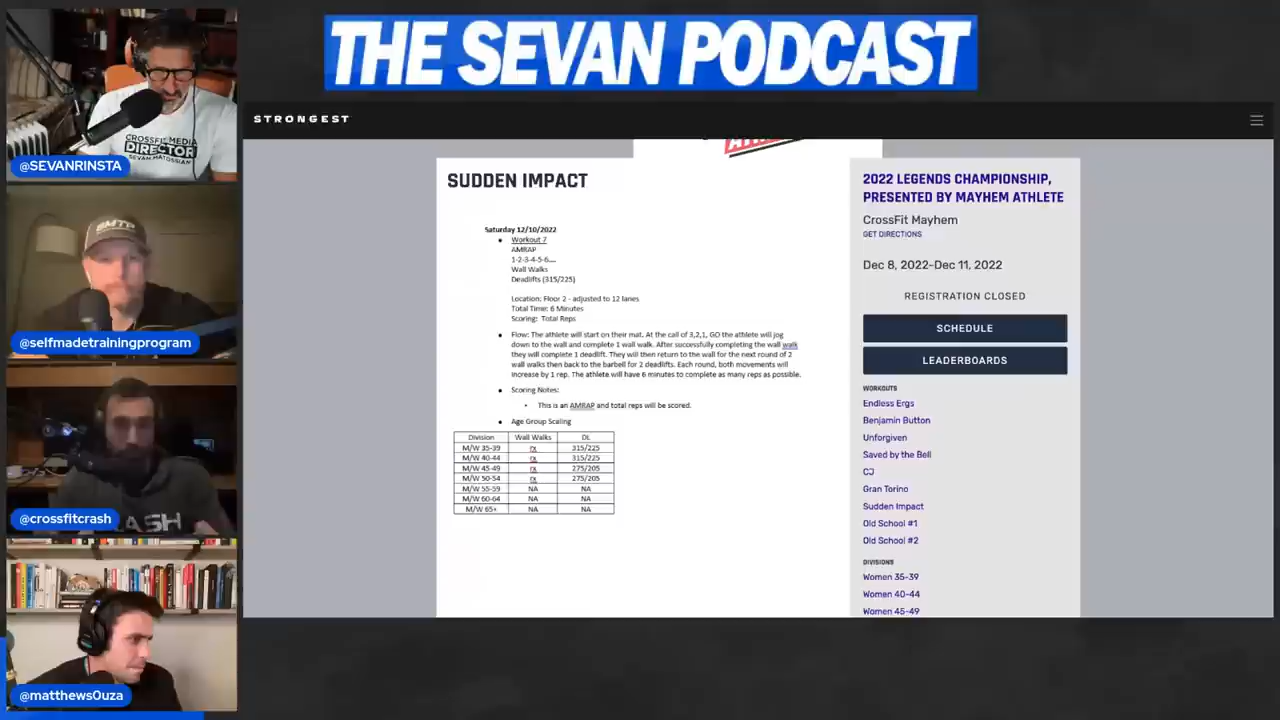 THE SEVAN PODCAST
CROSSFIT MEDIA
DIRECTOR
SEVAN MATOSSIAN
@SEVANRINSTA
@selfmadetrainingprogram
@crossfitcrash
@matthews0uza
STRONGEST
SUDDEN IMPACT
Saturday 12/10/2022
• Workout 7
AMRAP
1-2-3-4-5-6....
Wall Walks
Deadlifts (315/225)
Location: Floor 2 - adjusted to 12 lanes
Total Time: 6 Minutes
Scoring: Total Reps
• Flow: The athlete will start on their mat. At the call of 3,2,1, GO the athlete will jog
down to the wall and complete 1 wall walk. After successfully completing the wall walk
they will complete 1 deadlift. They will then return to the wall for the next round of 2
wall walks then back to the barbell for 2 deadlifts. Each round, both movements will
increase by 1 rep. The athlete will have 6 minutes to complete as many reps as possible.
• Scoring Notes:
• This is an AMRAP and total reps will be scored.
• Age Group Scaling
Division Wall Walks DL
M/W 35-39 rx 315/225
M/W 40-44 rx 315/225
M/W 45-49 rx 275/205
M/W 50-54 rx 275/205
M/W 55-59 NA NA
M/W 60-64 NA NA
M/W 65+ NA NA
2022 LEGENDS CHAMPIONSHIP,
PRESENTED BY MAYHEM ATHLETE
CrossFit Mayhem
GET DIRECTIONS
Dec 8, 2022-Dec 11, 2022
REGISTRATION CLOSED
SCHEDULE
LEADERBOARDS
WORKOUTS
Endless Ergs
Benjamin Button
Unforgiven
Saved by the Bell
CJ
Gran Torino
Sudden Impact
Old School #1
Old School #2
DIVISIONS
Women 35-39
Women 40-44
Women 45-49